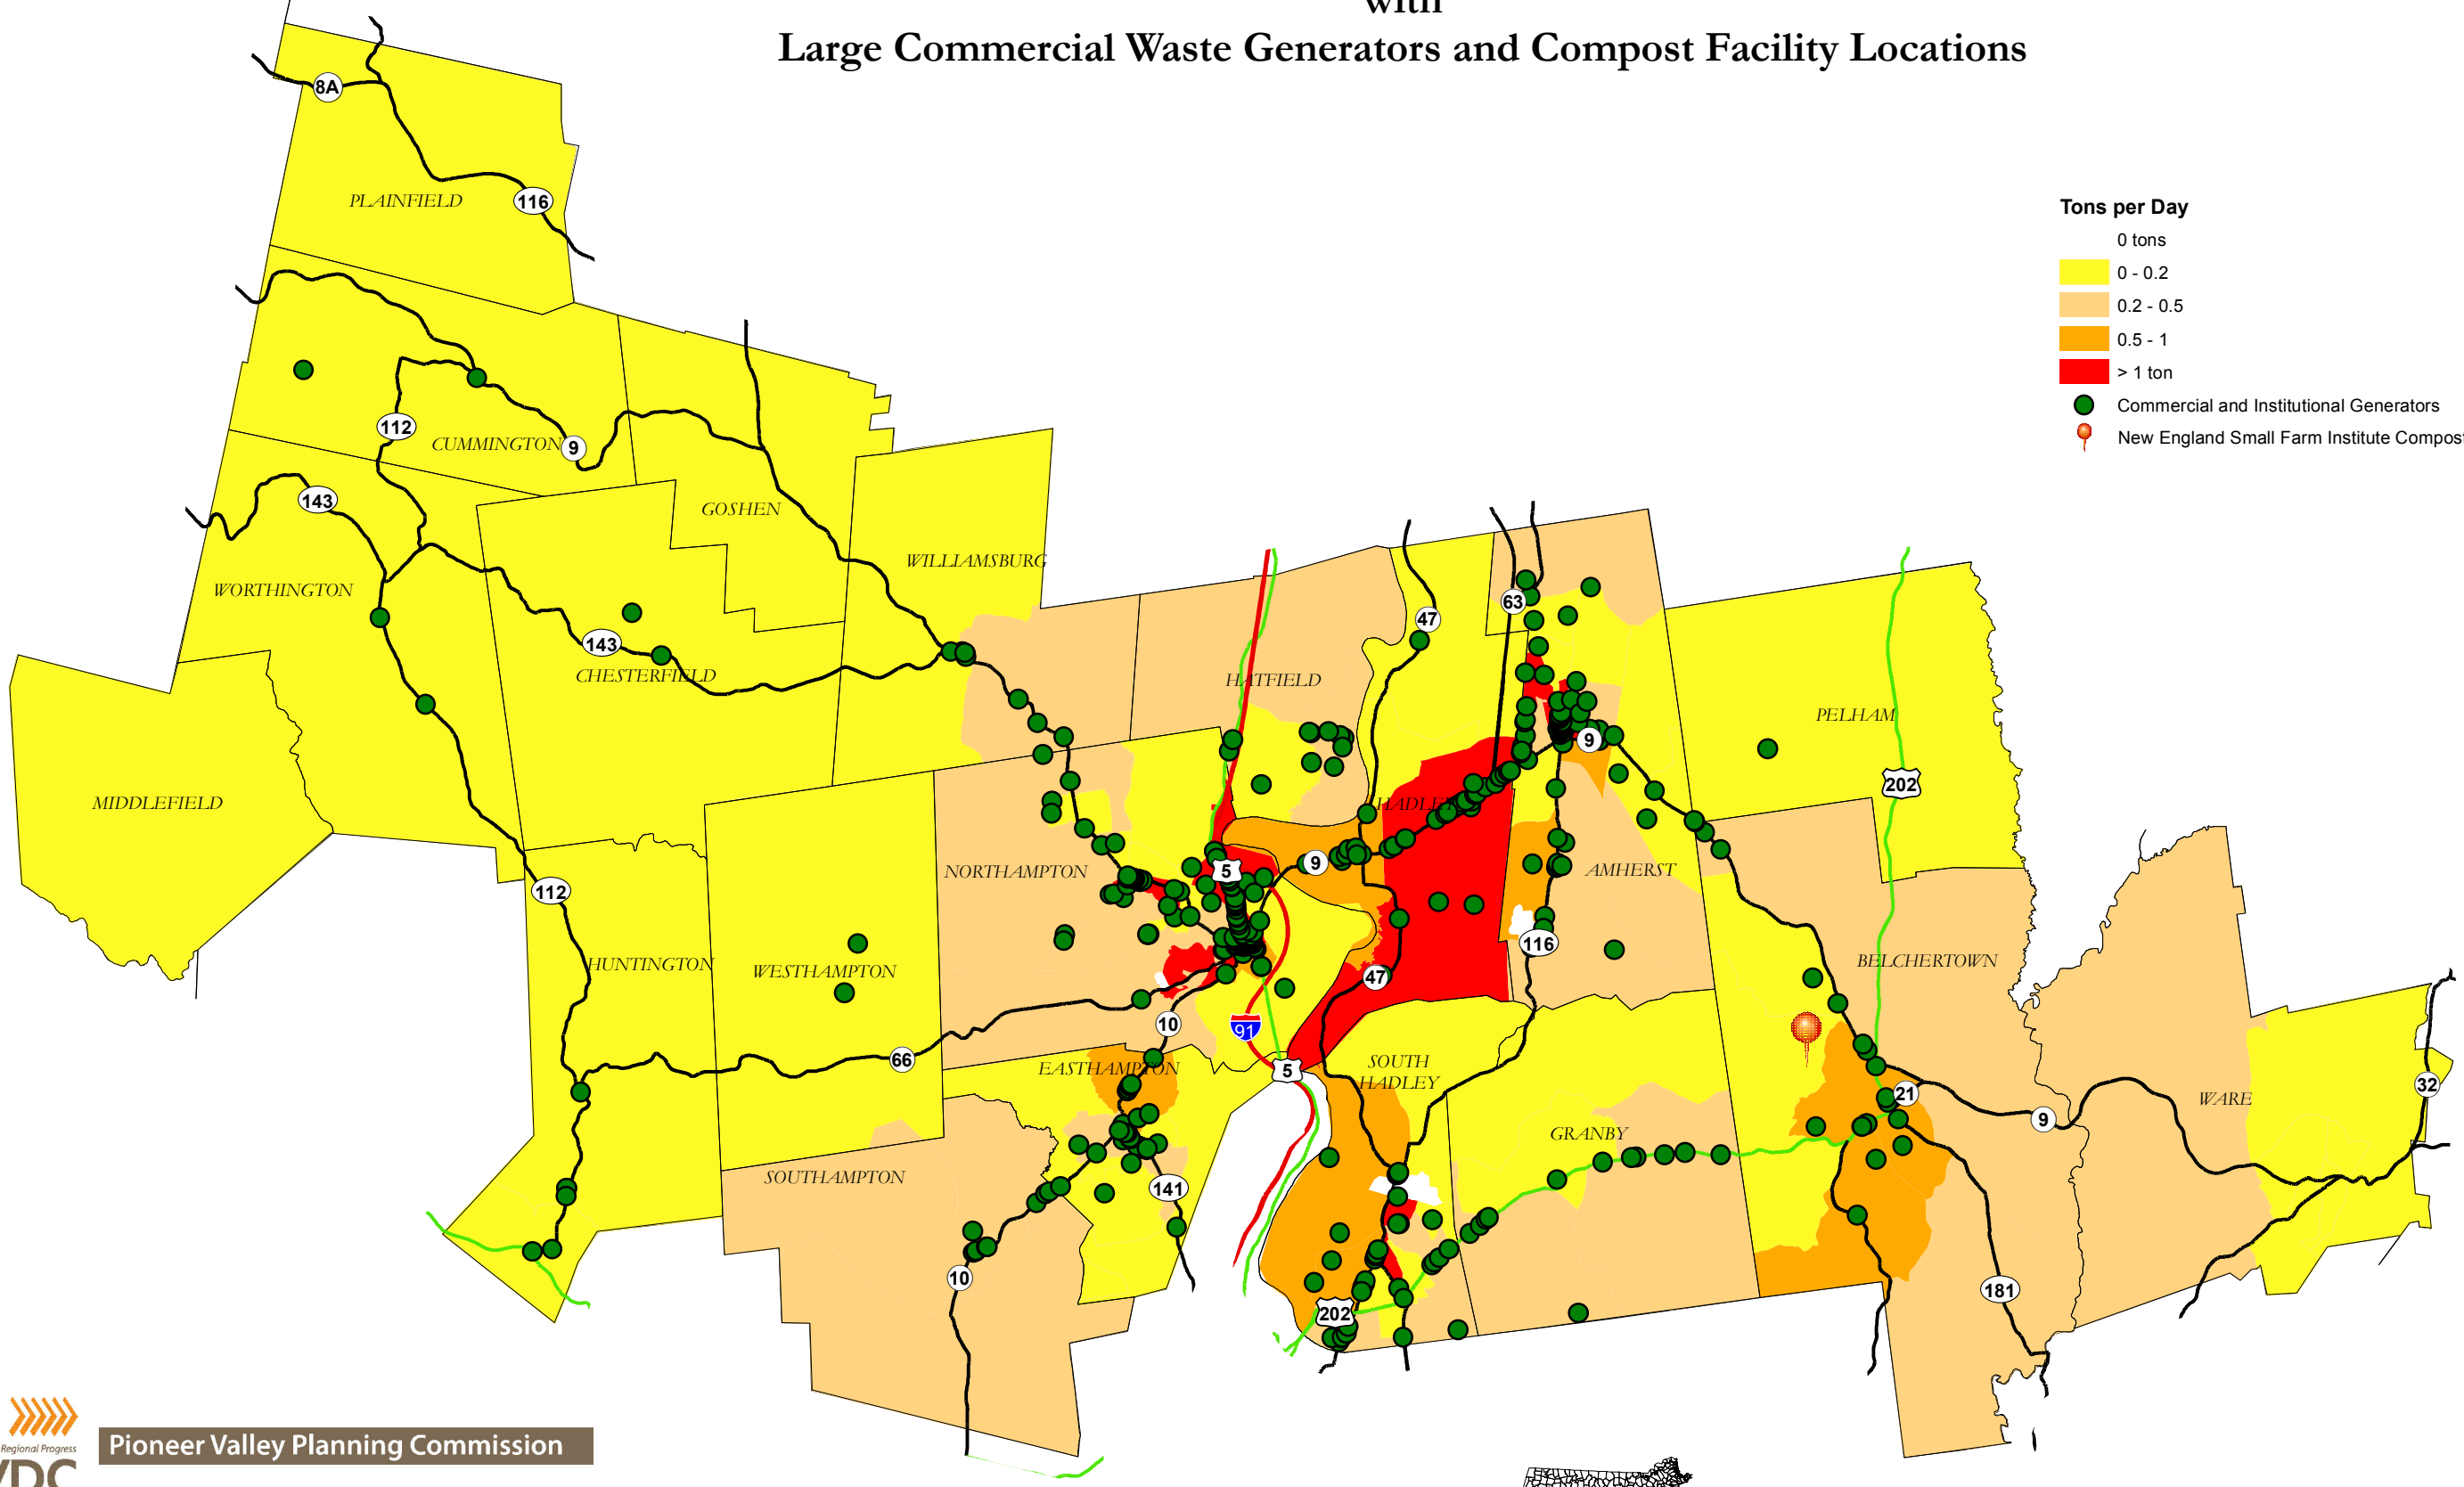 with
Large Commercial Waste Generators and Compost Facility Locations
Tons per Day
0 tons
0 - 0.2
0.2 - 0.5
0.5 - 1
> 1 ton
Commercial and Institutional Generators
New England Small Farm Institute Compost
8A
PLAINFIELD
116
112
CUMMINGTON
9
143
GOSHEN
WILLIAMSBURG
WORTHINGTON
143
CHESTERFIELD
63
47
HATFIELD
PELHAM
9
202
MIDDLEFIELD
HADLEY
NORTHAMPTON
5
9
AMHERST
112
116
HUNTINGTON
WESTHAMPTON
47
BELCHERTOWN
10
91
66
EASTHAMPTON
5
SOUTH
HADLEY
21
32
WARE
9
GRANBY
SOUTHAMPTON
141
10
202
181
Regional Progress
Pioneer Valley Planning Commission